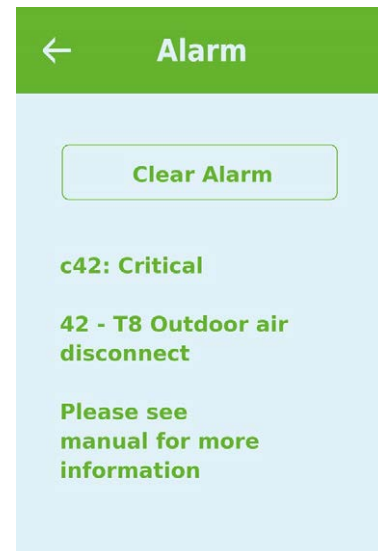 Alarm
Clear Alarm
c42: Critical
42 - T8 Outdoor air
disconnect
Please see
manual for more
information